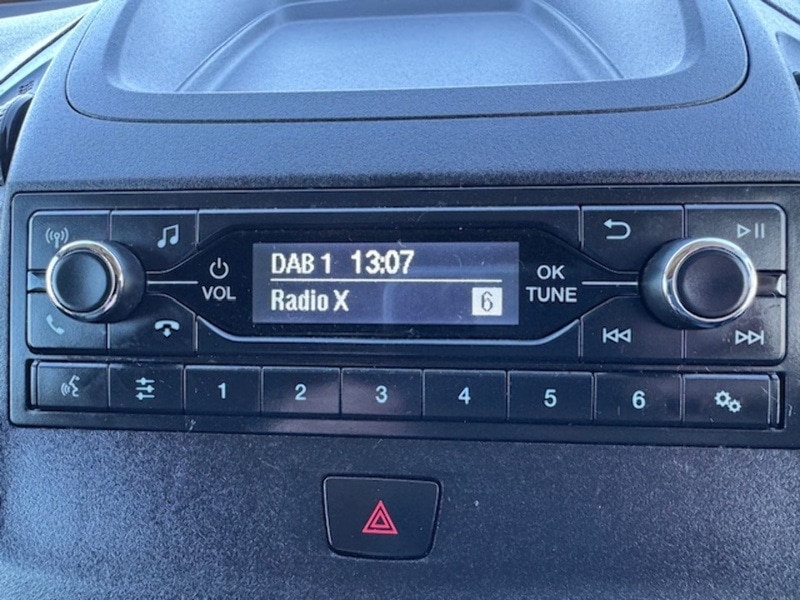 DAB 1 13:07
Radio X 6
VOL
OK
TUNE
1 2 3 4 5 6